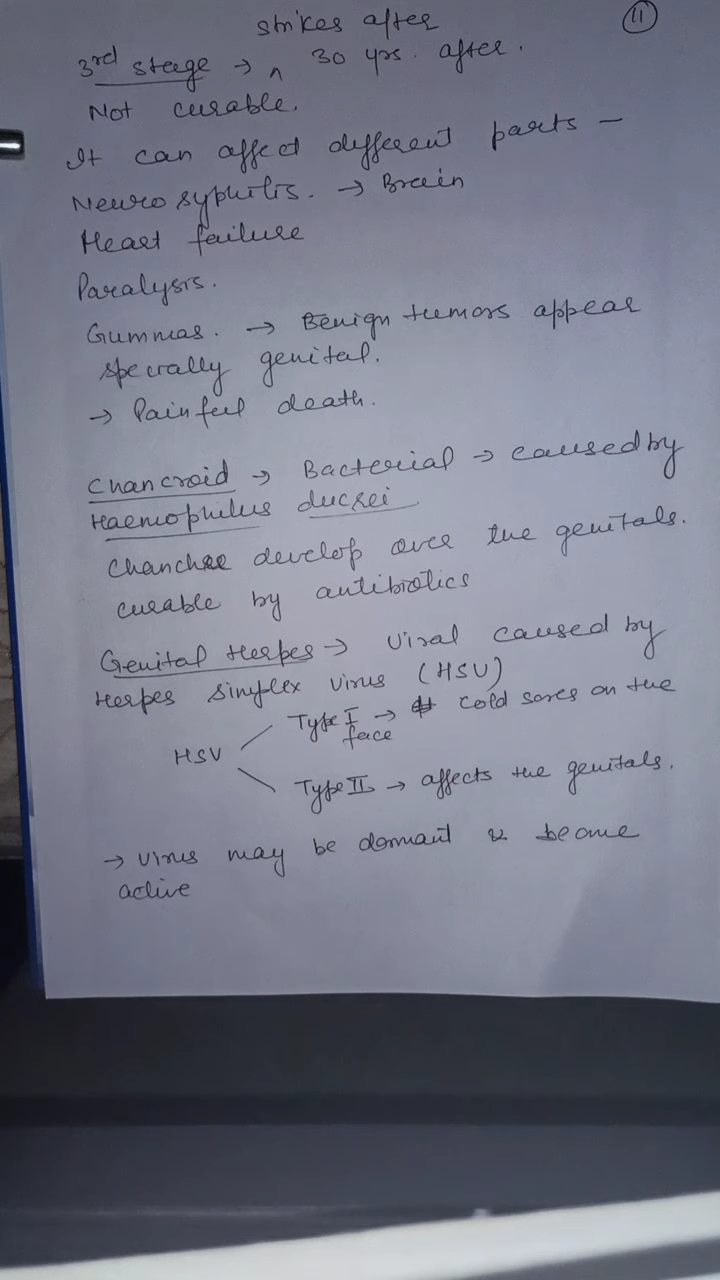 11
strikes after
3rd stage → ^ 30 yrs. after.
Not curable.
It can affect different parts –
Neuro syphilis. → Brain
Heart failure
Paralysis.
Gummas. → Benign tumors appear
specially genital.
→ Painful death.
Chancroid → Bacterial → caused by
Haemophilus ducrei
Chanchre develop over the genitals.
curable by antibiotics
Genital Herpes → Viral caused by
Herpes Simplex Virus (HSV)
HSV
Type I → cold sores on the
face
Type II → affects the genitals.
→ Virus may be domant & beome
active